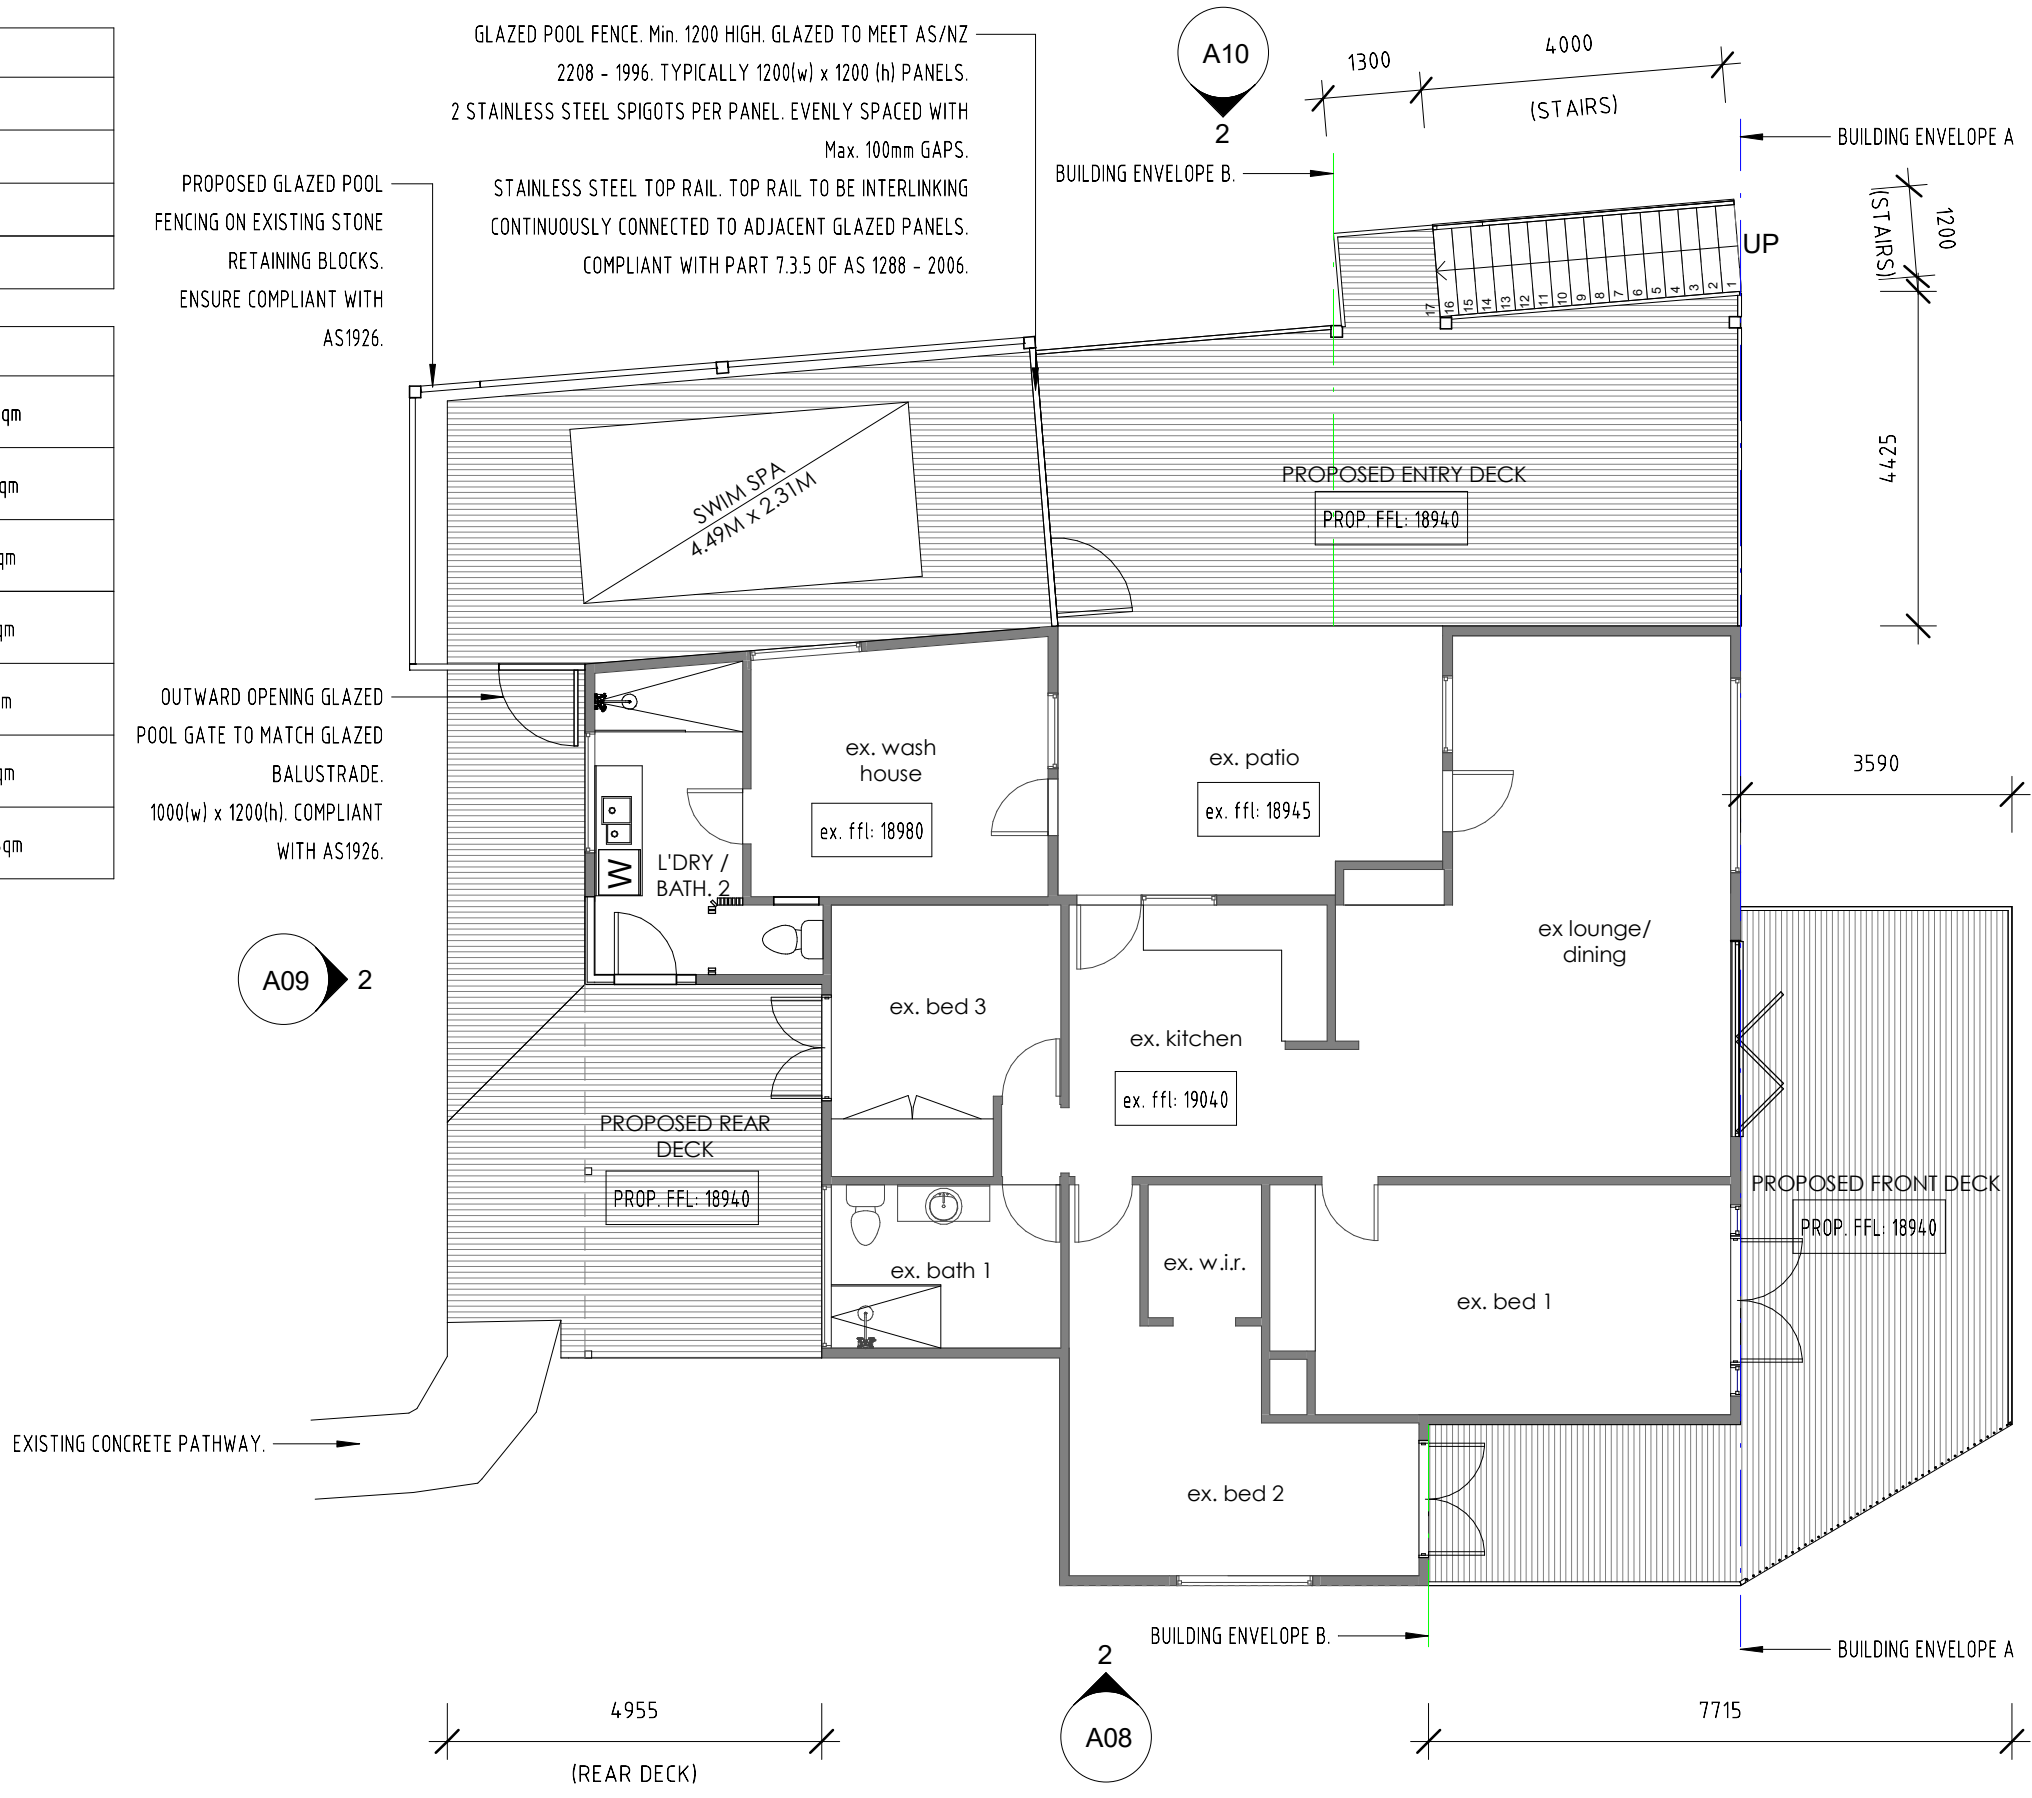 GLAZED POOL FENCE. Min. 1200 HIGH. GLAZED TO MEET AS/NZ
2208 - 1996. TYPICALLY 1200(w) x 1200 (h) PANELS.
2 STAINLESS STEEL SPIGOTS PER PANEL. EVENLY SPACED WITH
Max. 100mm GAPS.
STAINLESS STEEL TOP RAIL. TOP RAIL TO BE INTERLINKING
CONTINUOUSLY CONNECTED TO ADJACENT GLAZED PANELS.
COMPLIANT WITH PART 7.3.5 OF AS 1288 - 2006.
A10
2
1300
4000
(STAIRS)
BUILDING ENVELOPE A
BUILDING ENVELOPE B.
PROPOSED GLAZED POOL
FENCING ON EXISTING STONE
RETAINING BLOCKS.
ENSURE COMPLIANT WITH
AS1926.
1200
(STAIRS)
UP
17
16
15
14
13
12
11
10
9
8
7
6
5
4
3
2
1
4425
qm
qm
qm
qm
m
qm
qm
SWIM SPA
4.49M x 2.31M
PROPOSED ENTRY DECK
PROP. FFL: 18940
OUTWARD OPENING GLAZED
POOL GATE TO MATCH GLAZED
BALUSTRADE.
1000(w) x 1200(h). COMPLIANT
WITH AS1926.
ex. wash
house
ex. ffl: 18980
ex. patio
ex. ffl: 18945
3590
W
L'DRY /
BATH. 2
ex lounge/
dining
A09
2
ex. bed 3
ex. kitchen
ex. ffl: 19040
PROPOSED REAR
DECK
PROP. FFL: 18940
PROPOSED FRONT DECK
PROP. FFL: 18940
ex. bath 1
ex. w.i.r.
ex. bed 1
EXISTING CONCRETE PATHWAY.
ex. bed 2
BUILDING ENVELOPE B.
BUILDING ENVELOPE A
2
A08
4955
(REAR DECK)
7715